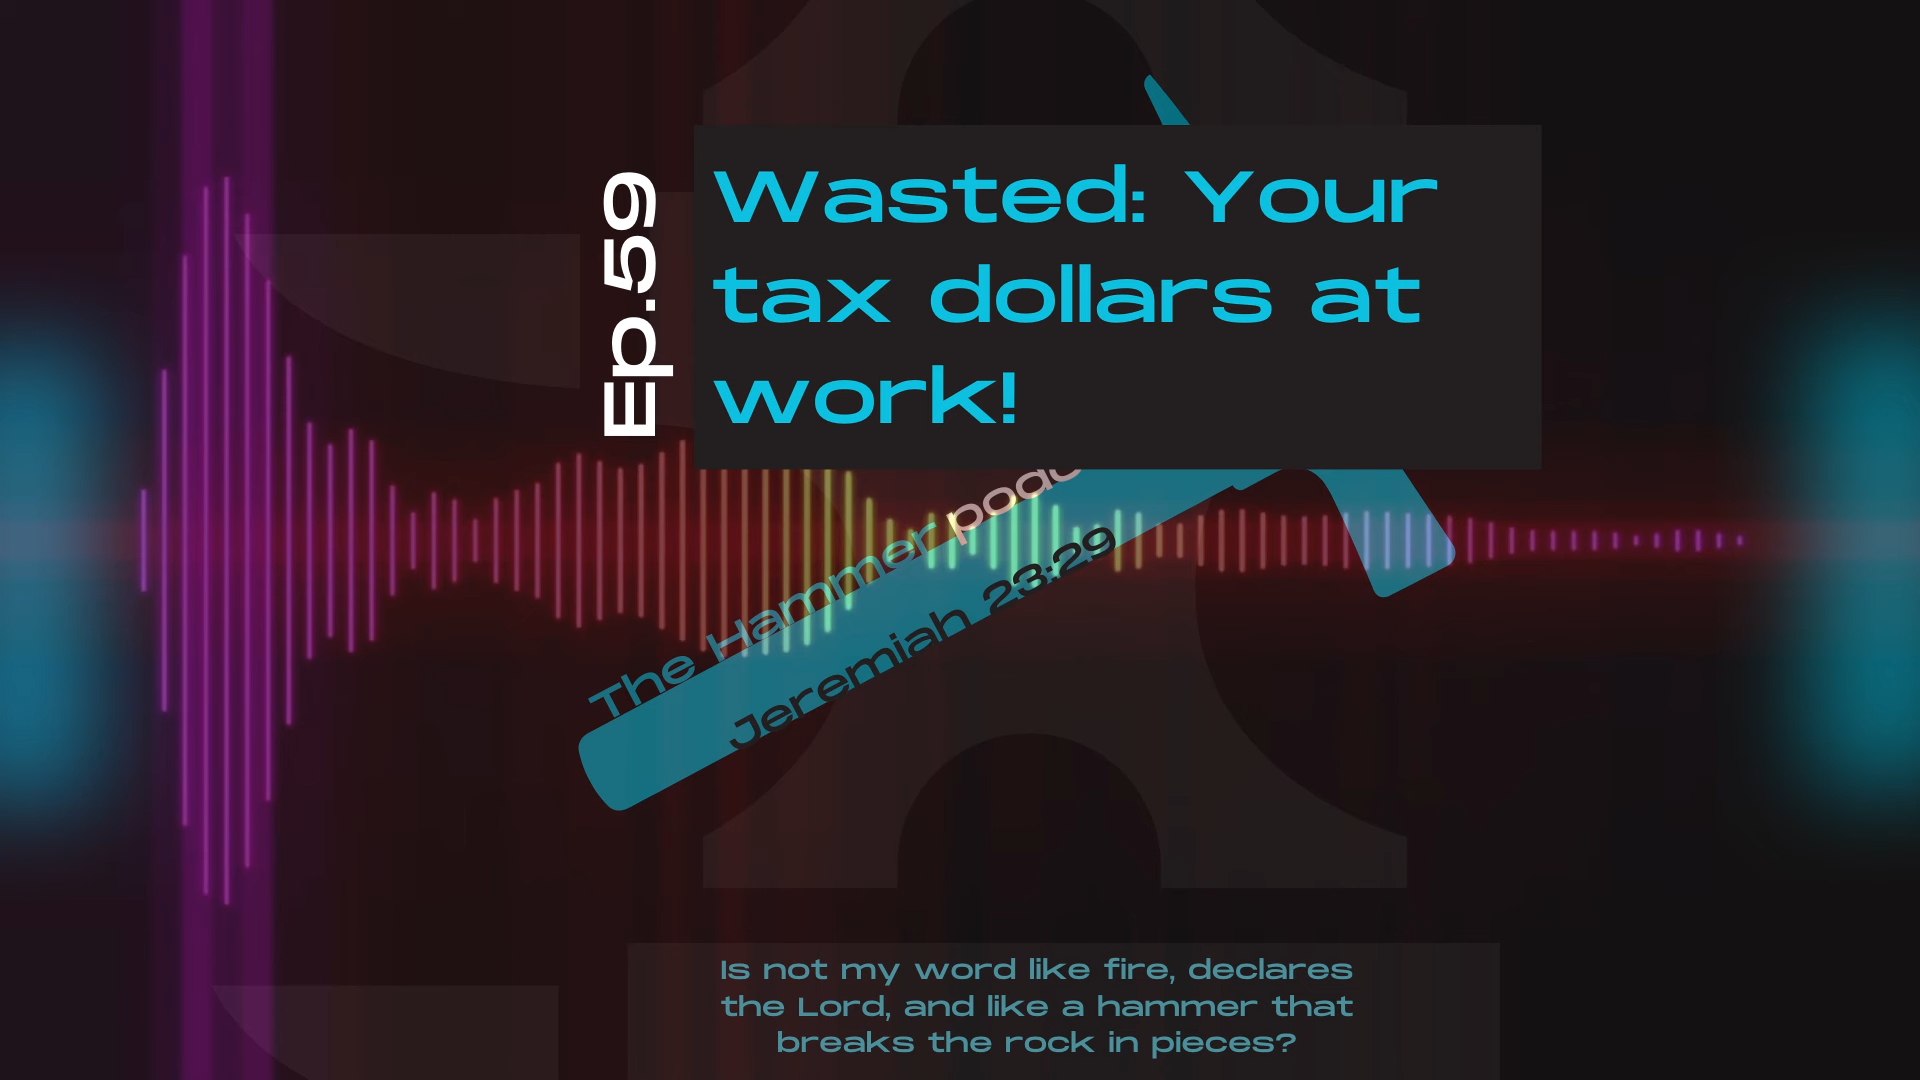 Ep.59
Wasted: Your
tax dollars at
work!
The Hammer
Jeremiah 23:29
Is not my word like fire, declares
the Lord, and like a hammer that
breaks the rock in pieces?